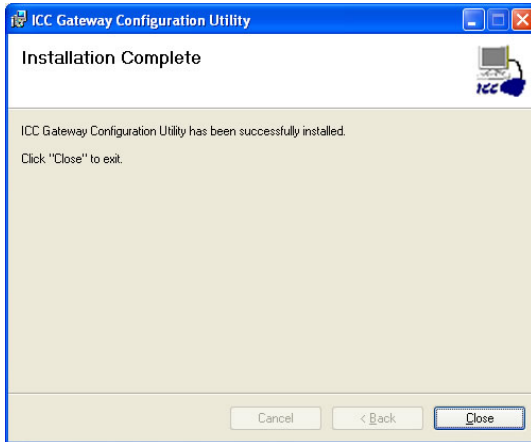 ICC Gateway Configuration Utility
Installation Complete
ICC
ICC Gateway Configuration Utility has been successfully installed.
Click "Close" to exit.
Cancel
< Back
Close